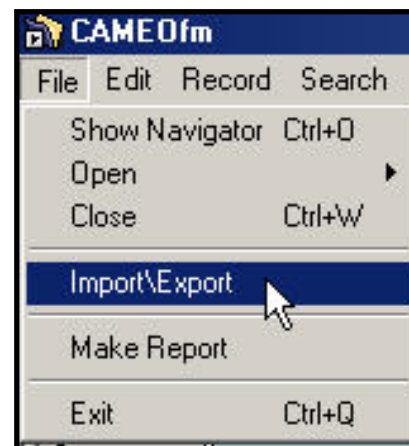 CAMEOfm
File Edit Record Search
Show Navigator Ctrl+O
Open
Close Ctrl+W
Import\Export
Make Report
Exit Ctrl+Q